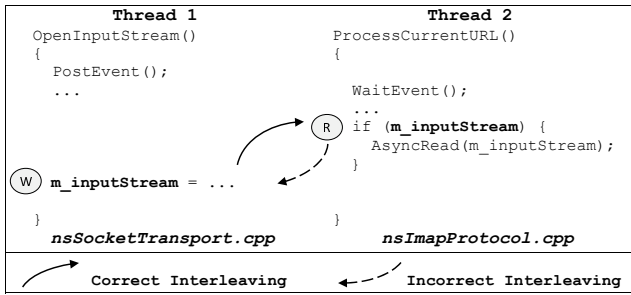 Thread 1 Thread 2
OpenInputStream() ProcessCurrentURL()
{ {
PostEvent();
... WaitEvent();
...
R if (m_inputStream) {
AsyncRead(m_inputStream);
}
W m_inputStream = ...
} }
nsSocketTransport.cpp nsImapProtocol.cpp
Correct Interleaving Incorrect Interleaving